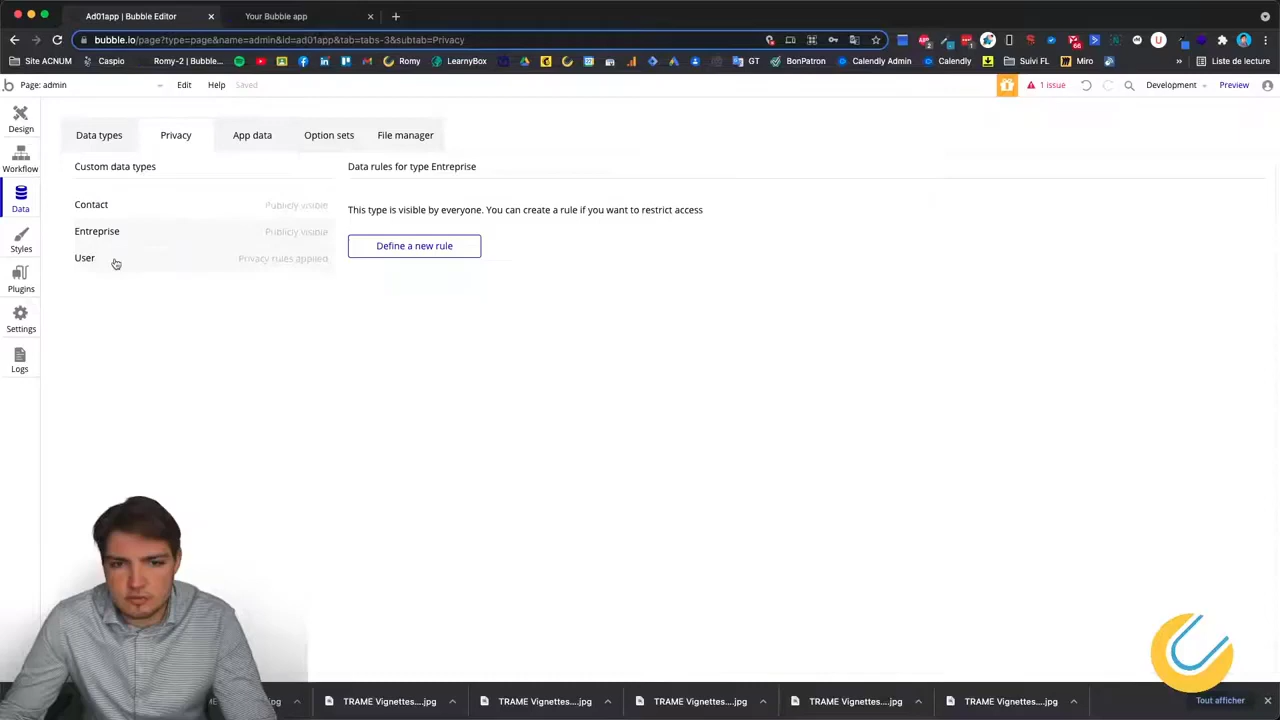 Ad01app | Bubble Editor
Your Bubble app
bubble.io/page?type=page&name=admin&id=ad01app&tab=tabs-3&subtab=Privacy
Site ACNUM
Caspio
Romy-2 | Bubble...
Romy
LearnyBox
GT
BonPatron
Calendly Admin
Calendly
Suivi FL
Miro
Liste de lecture
Page: admin
Edit
Help
Saved
1 issue
Development
Preview
Design
Workflow
Data
Styles
Plugins
Settings
Logs
Data types
Privacy
App data
Option sets
File manager
Custom data types
Contact
Publicly visible
Entreprise
Publicly visible
User
Privacy rules applied
Data rules for type Entreprise
This type is visible by everyone. You can create a rule if you want to restrict access
Define a new rule
TRAME Vignettes....jpg
TRAME Vignettes....jpg
TRAME Vignettes....jpg
TRAME Vignettes....jpg
TRAME Vignettes....jpg
Tout afficher